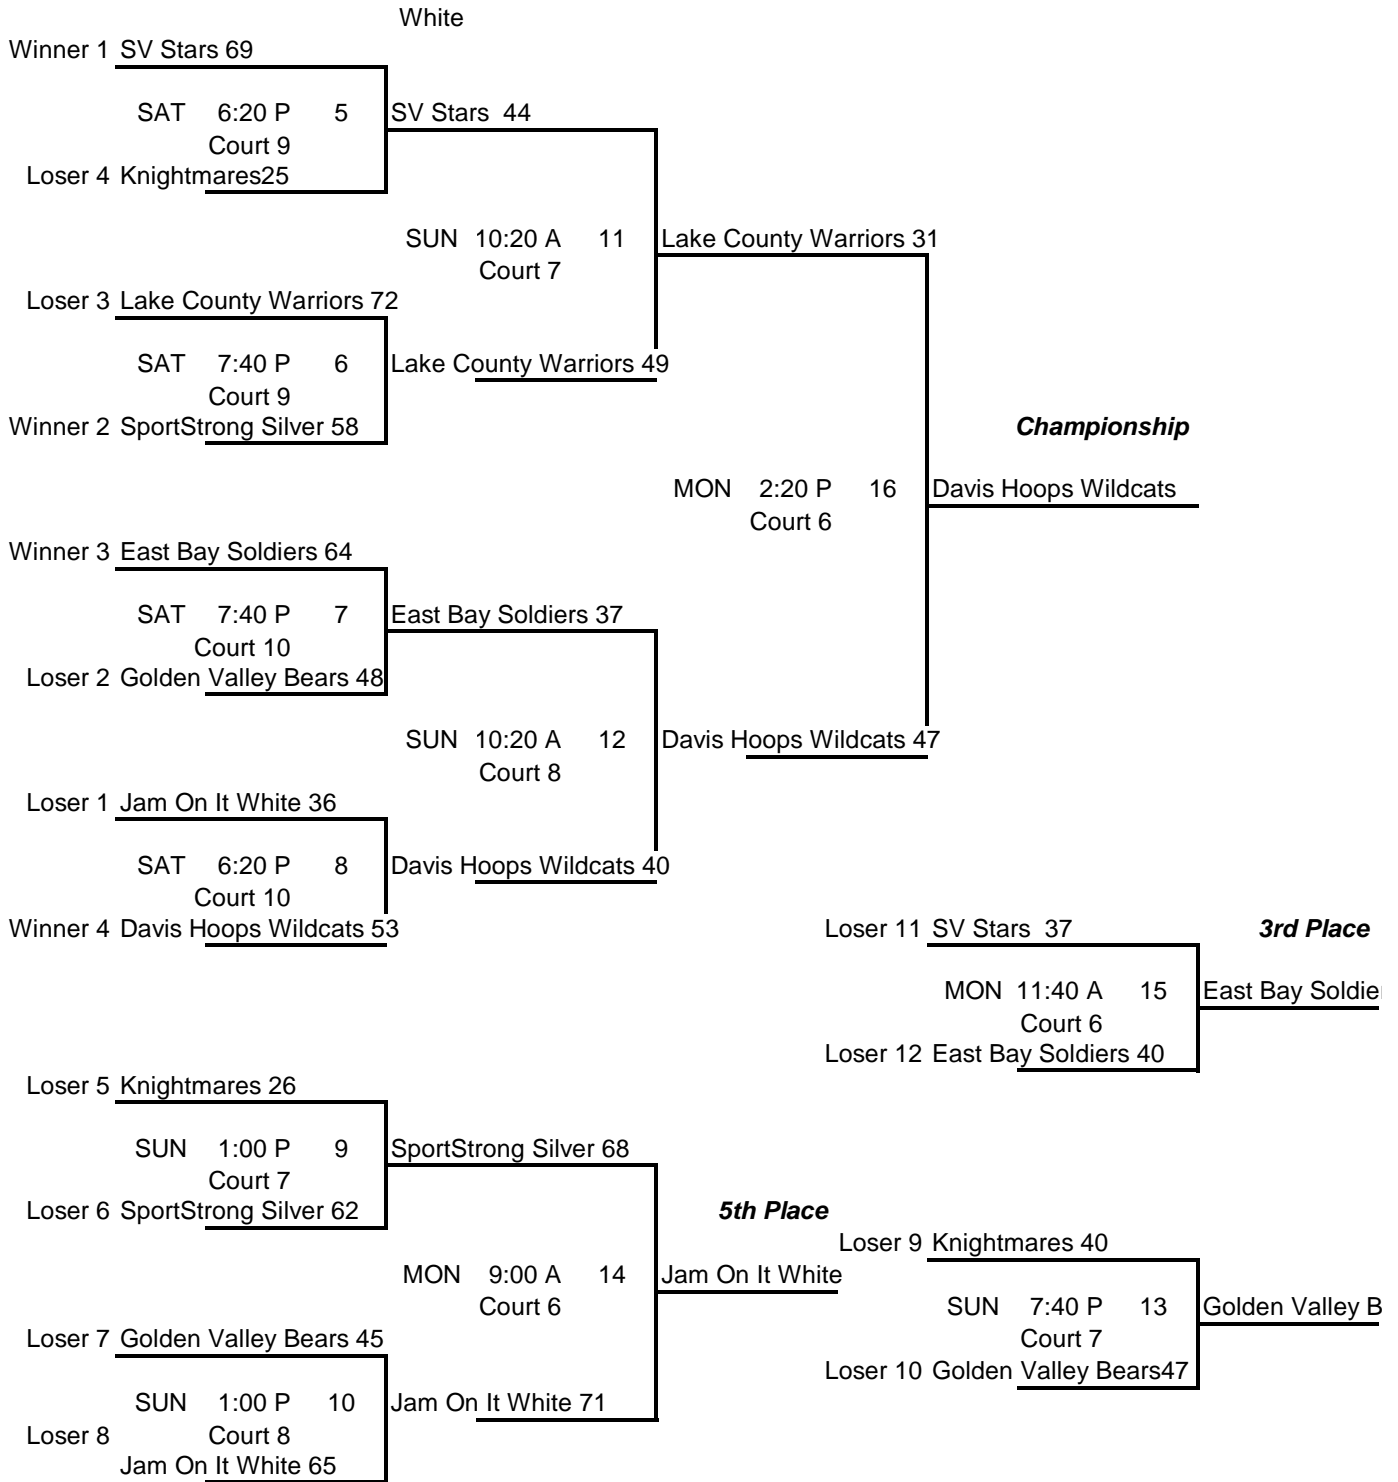 White
Winner 1 SV Stars 69
SAT 6:20 P 5 SV Stars 44
Court 9
Loser 4 Knightmares25
SUN 10:20 A 11 Lake County Warriors 31
Court 7
Loser 3 Lake County Warriors 72
SAT 7:40 P 6 Lake County Warriors 49
Court 9
Winner 2 SportStrong Silver 58 Championship
MON 2:20 P 16 Davis Hoops Wildcats
Court 6
Winner 3 East Bay Soldiers 64
SAT 7:40 P 7 East Bay Soldiers 37
Court 10
Loser 2 Golden Valley Bears 48
SUN 10:20 A 12 Davis Hoops Wildcats 47
Court 8
Loser 1 Jam On It White 36
SAT 6:20 P 8 Davis Hoops Wildcats 40
Court 10
Winner 4 Davis Hoops Wildcats 53 Loser 11 SV Stars 37 3rd Place
MON 11:40 A 15 East Bay Soldier
Court 6
Loser 12 East Bay Soldiers 40
Loser 5 Knightmares 26
SUN 1:00 P 9 SportStrong Silver 68
Court 7
Loser 6 SportStrong Silver 62 5th Place
Loser 9 Knightmares 40
MON 9:00 A 14 Jam On It White
Court 6
SUN 7:40 P 13 Golden Valley B
Court 7
Loser 7 Golden Valley Bears 45
Loser 10 Golden Valley Bears47
SUN 1:00 P 10 Jam On It White 71
Loser 8 Court 8
Jam On It White 65